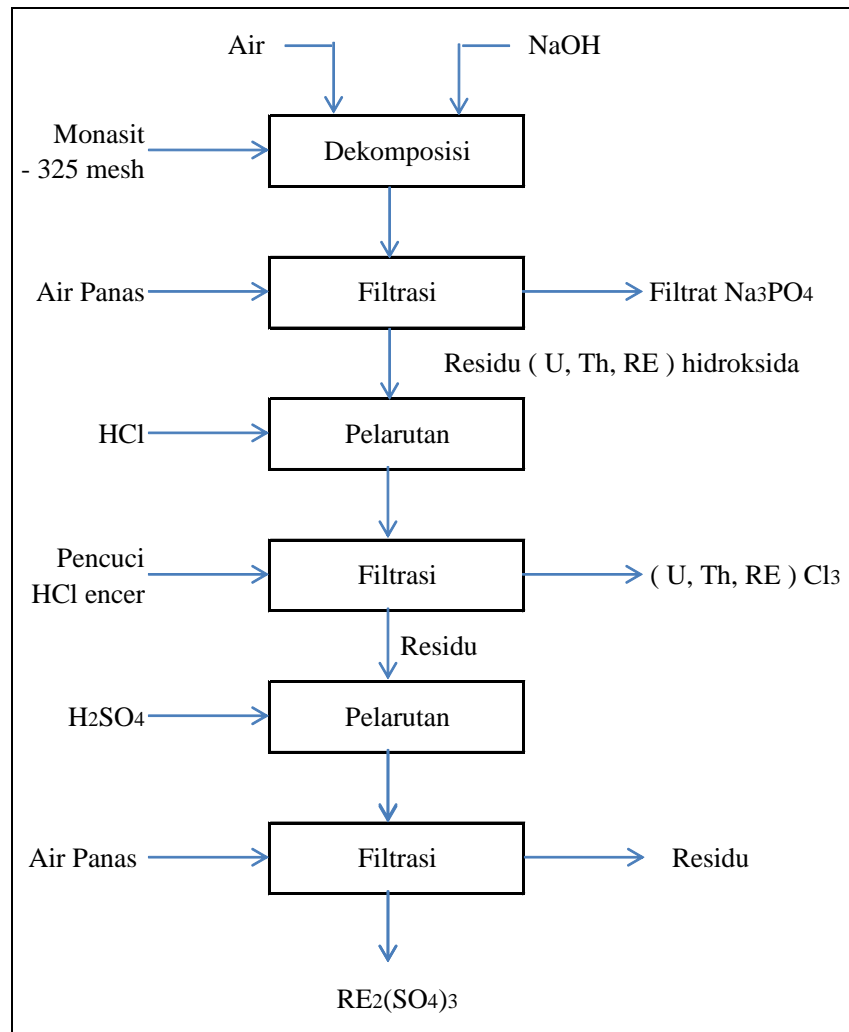 Air
NaOH
Monasit
- 325 mesh
Dekomposisi
Air Panas
Filtrasi
Filtrat Na3PO4
Residu ( U, Th, RE ) hidroksida
HCl
Pelarutan
Pencuci
HCl encer
Filtrasi
( U, Th, RE ) Cl3
Residu
H2SO4
Pelarutan
Air Panas
Filtrasi
Residu
RE2(SO4)3